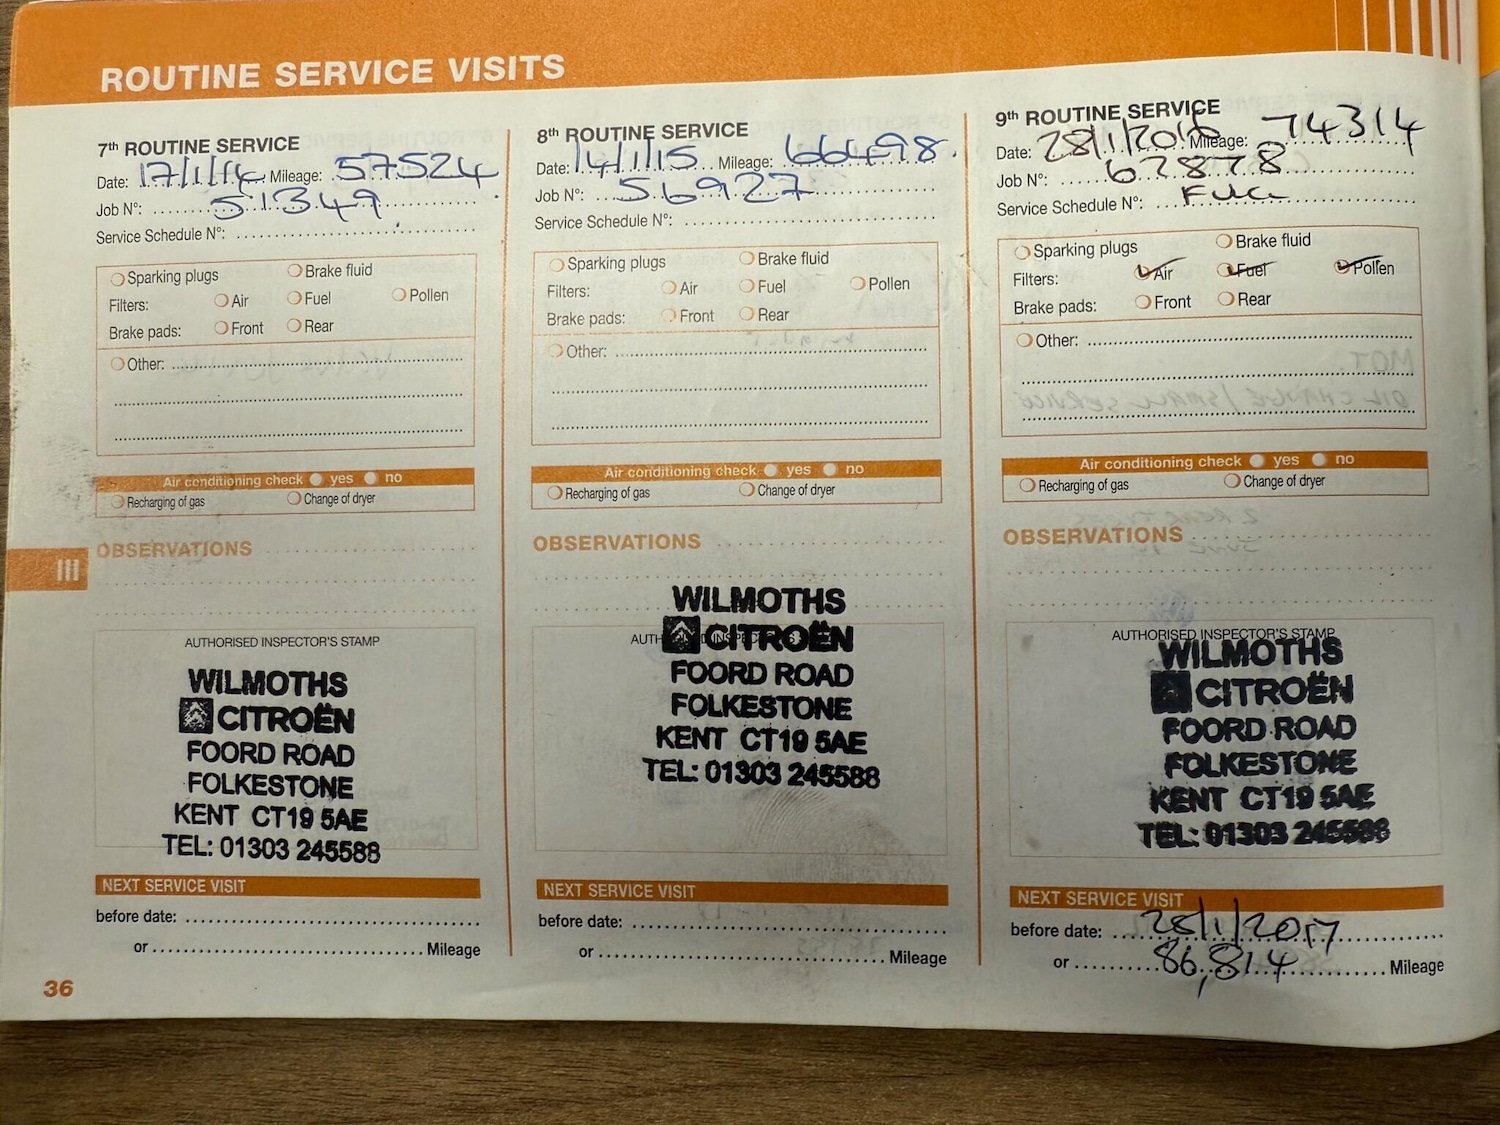 ROUTINE SERVICE VISITS
7th ROUTINE SERVICE
Date: 17/1/14 Mileage: 57524
Job N°: 51349
Service Schedule N°:
Sparking plugs Brake fluid
Filters: Air Fuel Pollen
Brake pads: Front Rear
Other:
Air conditioning check yes no
Recharging of gas Change of dryer
OBSERVATIONS
AUTHORISED INSPECTOR'S STAMP
WILMOTHS
CITROËN
FOORD ROAD
FOLKESTONE
KENT CT19 5AE
TEL: 01303 245588
NEXT SERVICE VISIT
before date:
or Mileage
8th ROUTINE SERVICE
Date: 14/1/15 Mileage: 66498
Job N°: 56927
Service Schedule N°:
Sparking plugs Brake fluid
Filters: Air Fuel Pollen
Brake pads: Front Rear
Other:
Air conditioning check yes no
Recharging of gas Change of dryer
OBSERVATIONS
AUTHORISED INSPECTOR'S STAMP
WILMOTHS
CITROËN
FOORD ROAD
FOLKESTONE
KENT CT19 5AE
TEL: 01303 245588
NEXT SERVICE VISIT
before date:
or Mileage
9th ROUTINE SERVICE
Date: 28/1/2016 Mileage: 74314
Job N°: 62878
Service Schedule N°: Full
Sparking plugs Brake fluid
Filters: Air Fuel Pollen
Brake pads: Front Rear
Other:
Air conditioning check yes no
Recharging of gas Change of dryer
OBSERVATIONS
AUTHORISED INSPECTOR'S STAMP
WILMOTHS
CITROËN
FOORD ROAD
FOLKESTONE
KENT CT19 5AE
TEL: 01303 245588
NEXT SERVICE VISIT
before date: 28/1/2017
or 86,814 Mileage
III
36